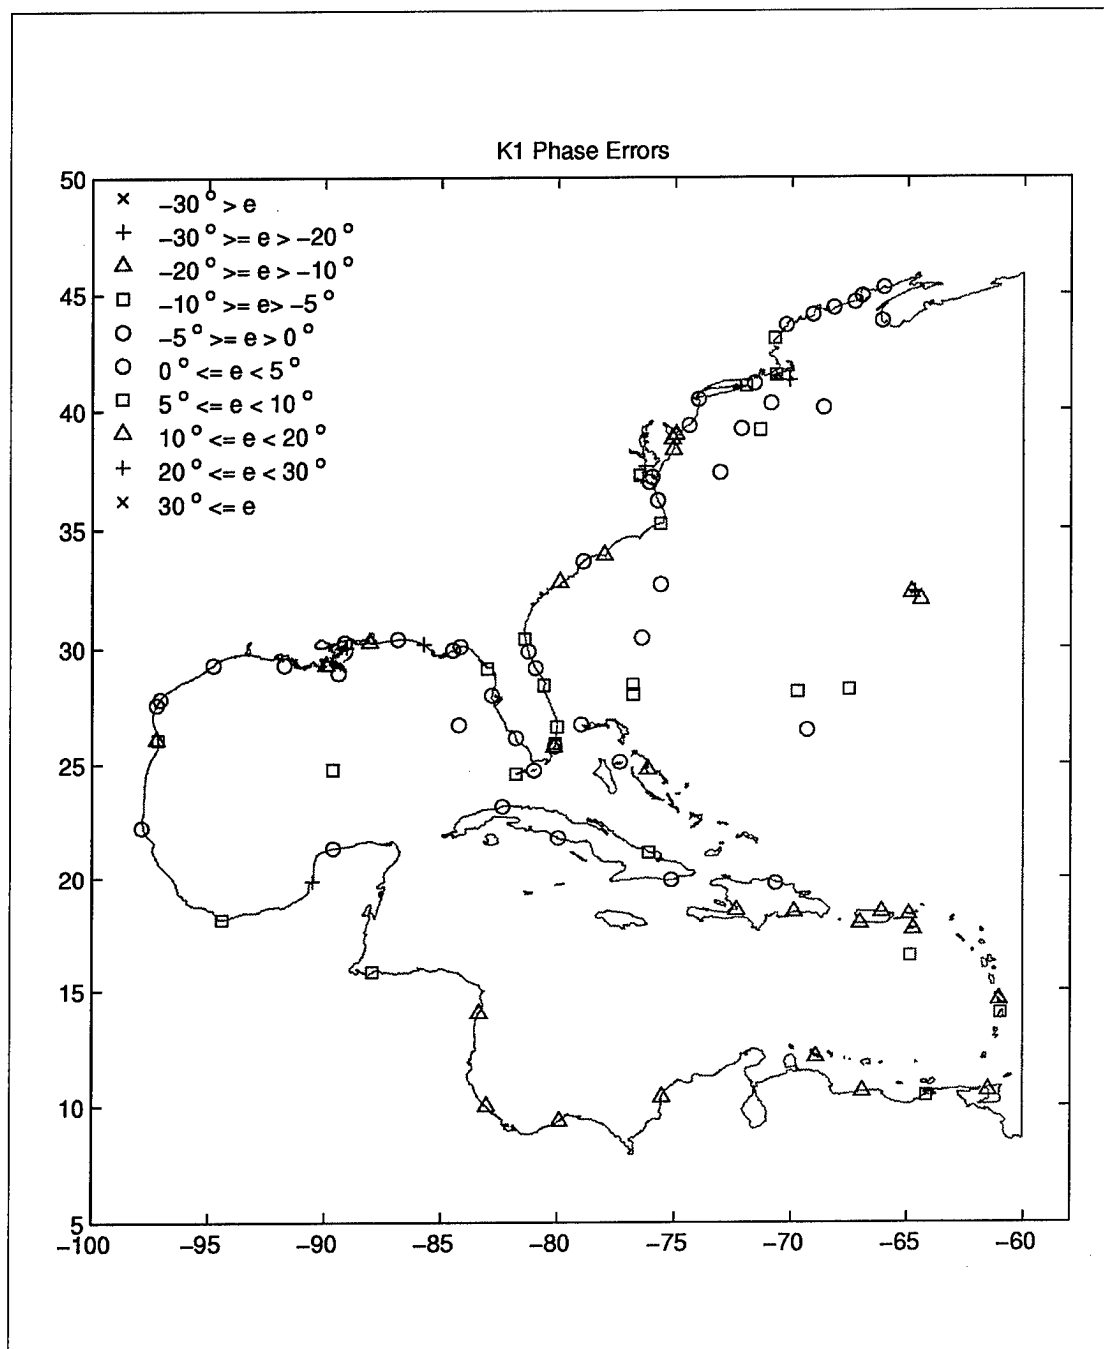 K1 Phase Errors
50
45
40
35
30
25
20
15
10
5
× −30 ° > e
+ −30 ° >= e > −20 °
△ −20 ° >= e > −10 °
□ −10 ° >= e> −5 °
○ −5 ° >= e > 0 °
○ 0 ° <= e < 5 °
□ 5 ° <= e < 10 °
△ 10 ° <= e < 20 °
+ 20 ° <= e < 30 °
× 30 ° <= e
−100 −95 −90 −85 −80 −75 −70 −65 −60